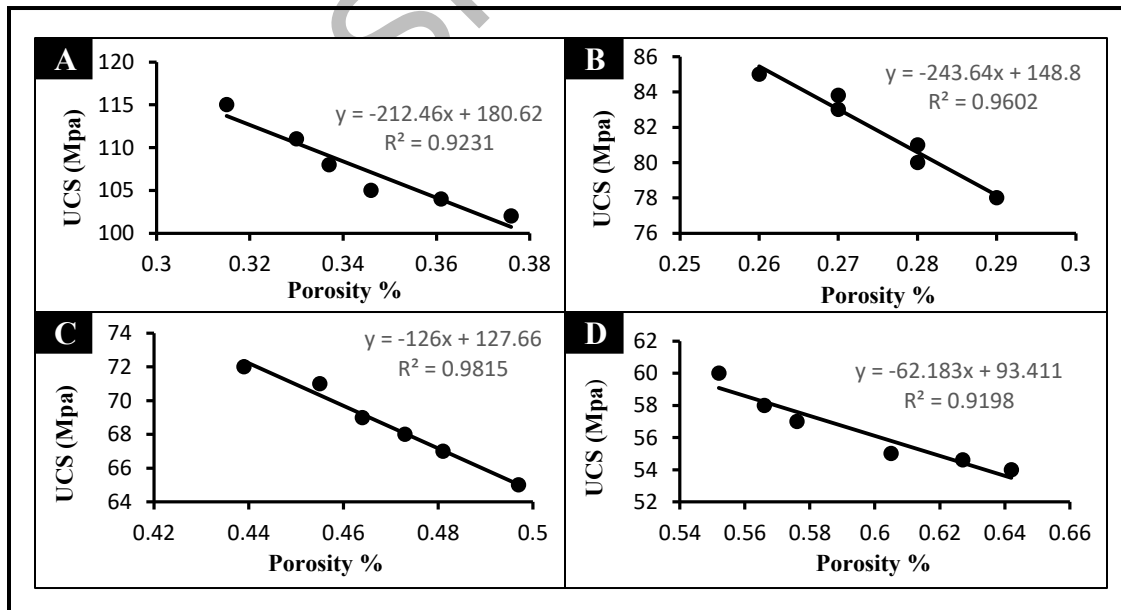 A
120
115
110
105
100
UCS (Mpa)
y = -212.46x + 180.62
R² = 0.9231
0.3 0.32 0.34 0.36 0.38
Porosity %
B
86
84
82
80
78
76
UCS (Mpa)
y = -243.64x + 148.8
R² = 0.9602
0.25 0.26 0.27 0.28 0.29 0.3
Porosity %
C
74
72
70
68
66
64
UCS (Mpa)
y = -126x + 127.66
R² = 0.9815
0.42 0.44 0.46 0.48 0.5
Porosity %
D
62
60
58
56
54
52
UCS (Mpa)
y = -62.183x + 93.411
R² = 0.9198
0.54 0.56 0.58 0.6 0.62 0.64 0.66
Porosity %